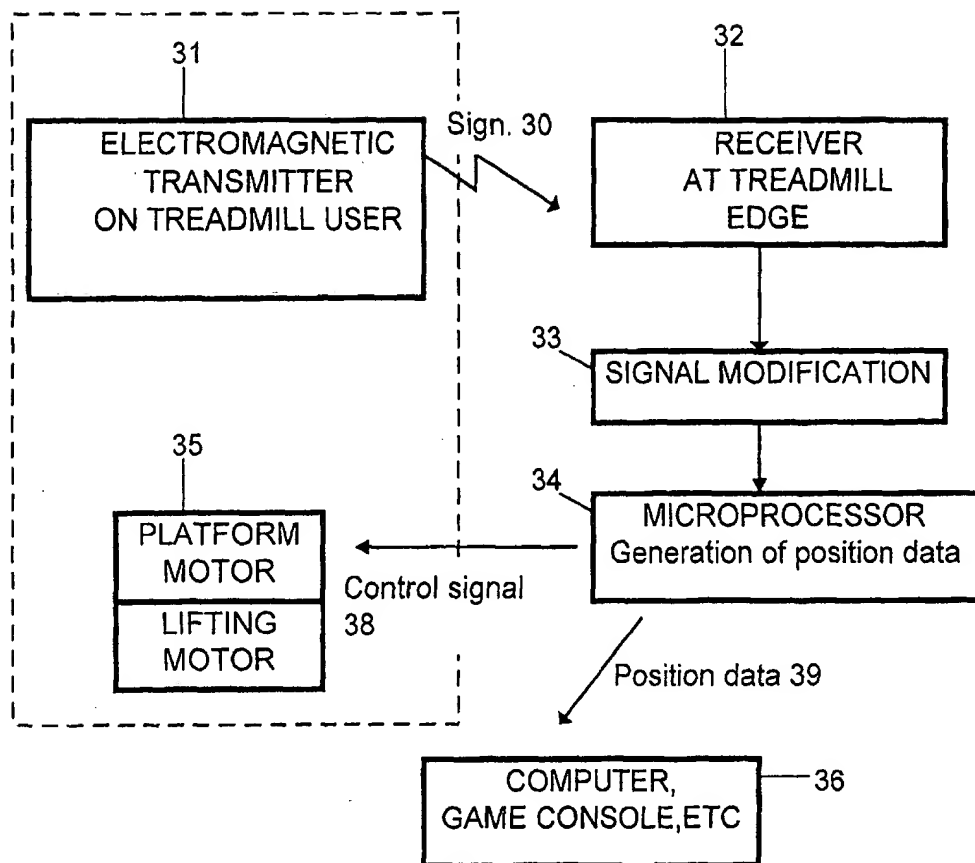 31
ELECTROMAGNETIC
TRANSMITTER
ON TREADMILL USER
Sign. 30
32
RECEIVER
AT TREADMILL
EDGE
33
SIGNAL MODIFICATION
34
MICROPROCESSOR
Generation of position data
35
PLATFORM
MOTOR
LIFTING
MOTOR
Control signal
38
Position data 39
COMPUTER,
GAME CONSOLE,ETC
36